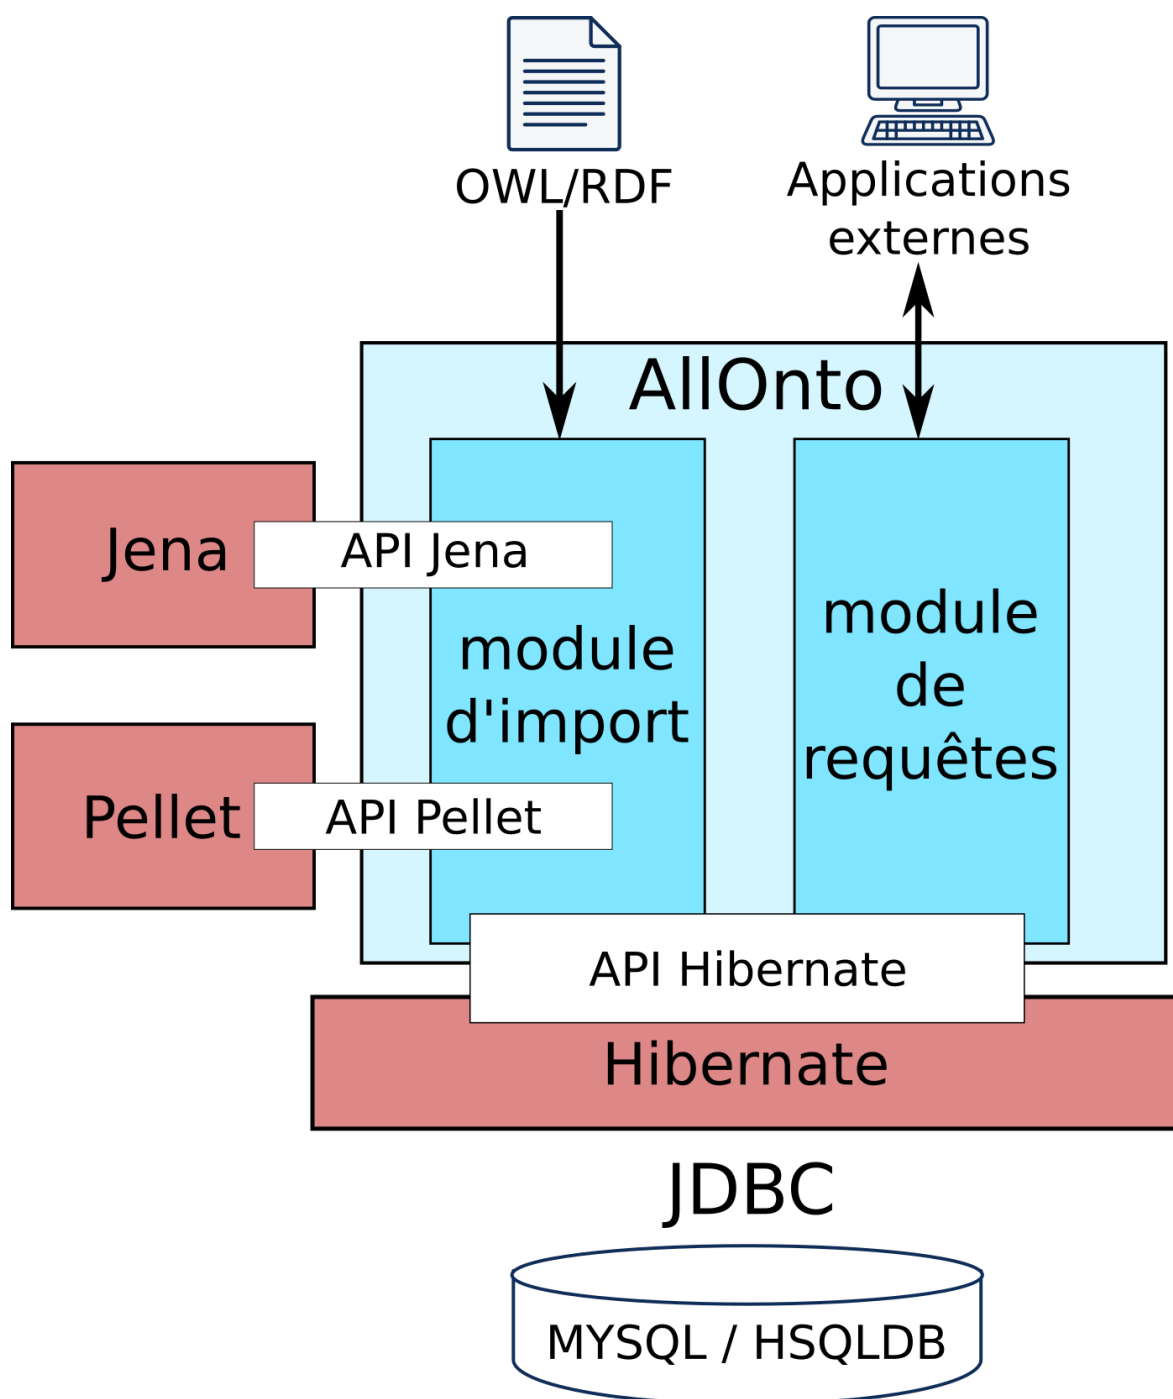 OWL/RDF
Applications
externes
AllOnto
Jena
API Jena
module
d'import
module
de
requêtes
Pellet
API Pellet
API Hibernate
Hibernate
JDBC
MYSQL / HSQLDB